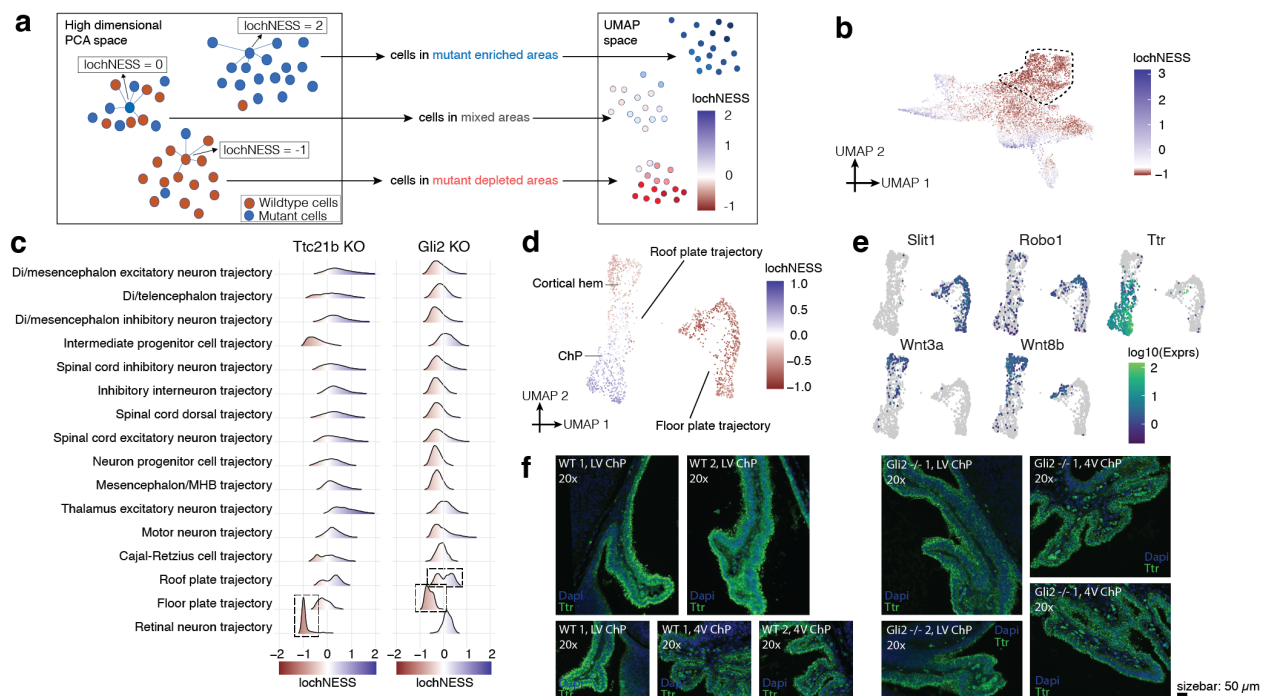 a
High dimensional
PCA space
lochNESS = 2
lochNESS = 0
lochNESS = -1
Wildtype cells
Mutant cells
cells in mutant enriched areas
cells in mixed areas
cells in mutant depleted areas
UMAP
space
lochNESS
2
1
0
-1
b
lochNESS
3
2
1
0
−1
UMAP 2
UMAP 1
c
Ttc21b KO
Gli2 KO
Di/mesencephalon excitatory neuron trajectory
Di/telencephalon trajectory
Di/mesencephalon inhibitory neuron trajectory
Intermediate progenitor cell trajectory
Spinal cord inhibitory neuron trajectory
Inhibitory interneuron trajectory
Spinal cord dorsal trajectory
Spinal cord excitatory neuron trajectory
Neuron progenitor cell trajectory
Mesencephalon/MHB trajectory
Thalamus excitatory neuron trajectory
Motor neuron trajectory
Cajal-Retzius cell trajectory
Roof plate trajectory
Floor plate trajectory
Retinal neuron trajectory
−2 −1 0 1 2
−2 −1 0 1 2
lochNESS
lochNESS
d
Roof plate trajectory
Cortical hem
ChP
lochNESS
1.0
0.5
0.0
−0.5
−1.0
UMAP 2
UMAP 1
Floor plate trajectory
e
Slit1
Robo1
Ttr
Wnt3a
Wnt8b
log10(Exprs)
2
1
0
f
WT 1, LV ChP
20x
Dapi
Ttr
WT 2, LV ChP
20x
Dapi
Ttr
Gli2 -/- 1, LV ChP
20x
Dapi
Ttr
Gli2 -/- 1, 4V ChP
20x
Dapi
Ttr
WT 1, LV ChP
20x
Dapi
Ttr
WT 1, 4V ChP
20x
Dapi
Ttr
WT 2, 4V ChP
20x
Dapi
Ttr
Gli2 -/- 2, LV ChP
20x
Dapi
Ttr
Gli2 -/- 1, 4V ChP
20x
Dapi
Ttr
sizebar: 50 µm